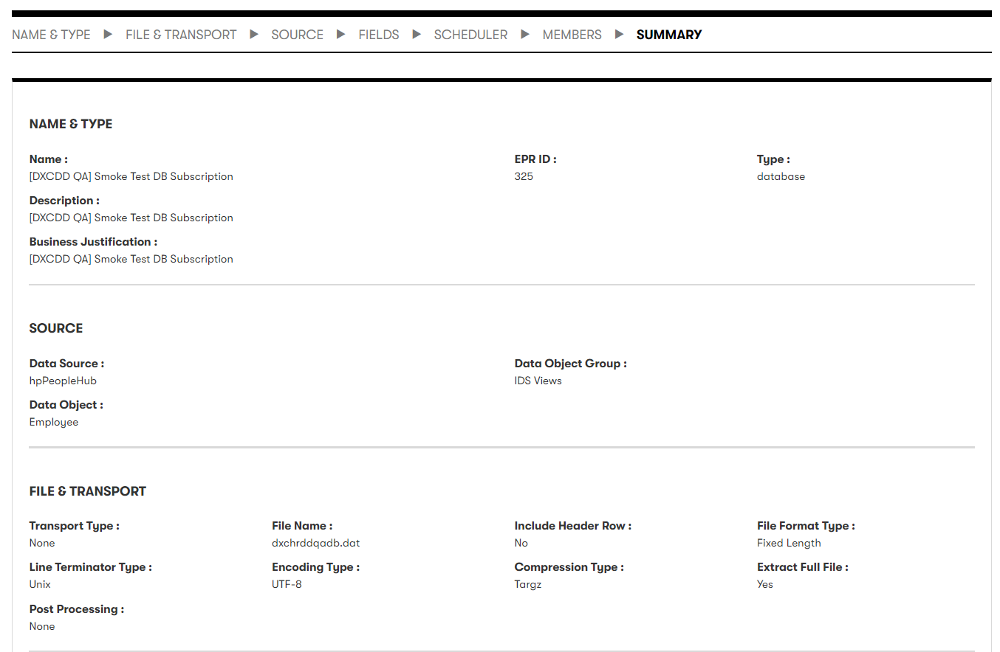 NAME & TYPE ▶ FILE & TRANSPORT ▶ SOURCE ▶ FIELDS ▶ SCHEDULER ▶ MEMBERS ▶ SUMMARY
NAME & TYPE
Name : EPR ID : Type :
[DXCDD QA] Smoke Test DB Subscription 325 database
Description :
[DXCDD QA] Smoke Test DB Subscription
Business Justification :
[DXCDD QA] Smoke Test DB Subscription
SOURCE
Data Source : Data Object Group :
hpPeopleHub IDS Views
Data Object :
Employee
FILE & TRANSPORT
Transport Type : File Name : Include Header Row : File Format Type :
None dxchrddqadb.dat No Fixed Length
Line Terminator Type : Encoding Type : Compression Type : Extract Full File :
Unix UTF-8 Targz Yes
Post Processing :
None